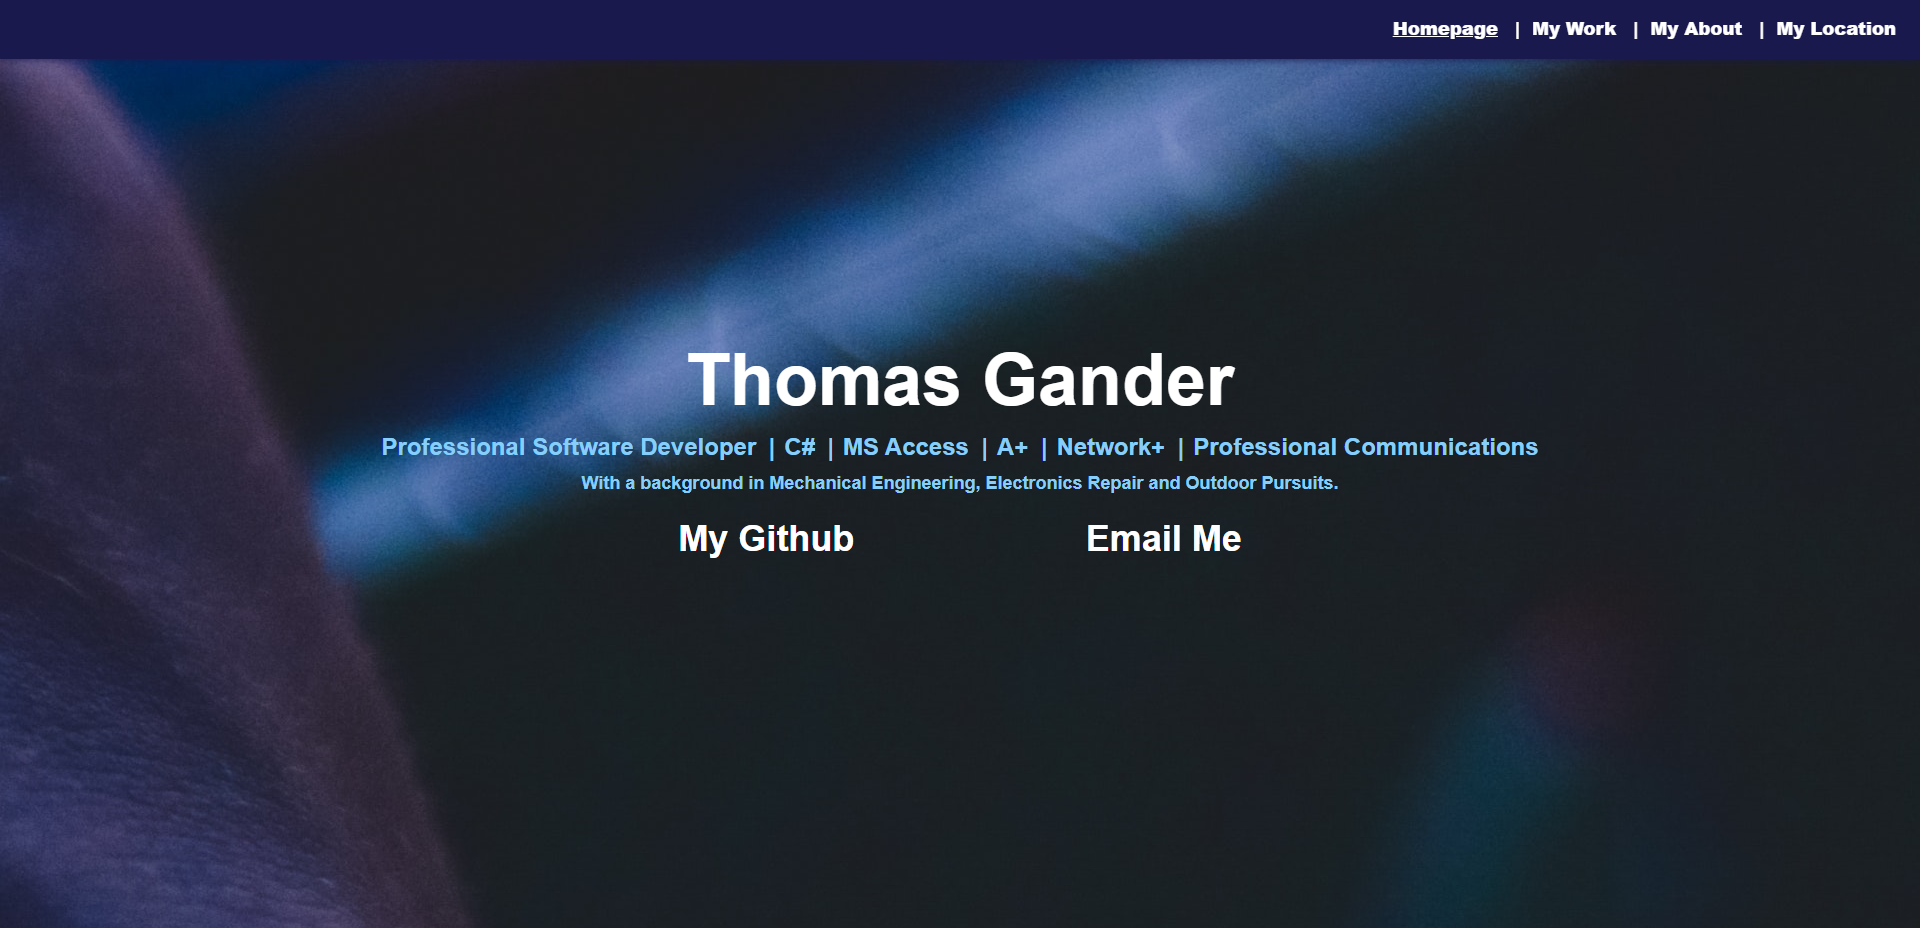 Homepage | My Work | My About | My Location
Thomas Gander
Professional Software Developer | C# | MS Access | A+ | Network+ | Professional Communications
With a background in Mechanical Engineering, Electronics Repair and Outdoor Pursuits.
My Github Email Me